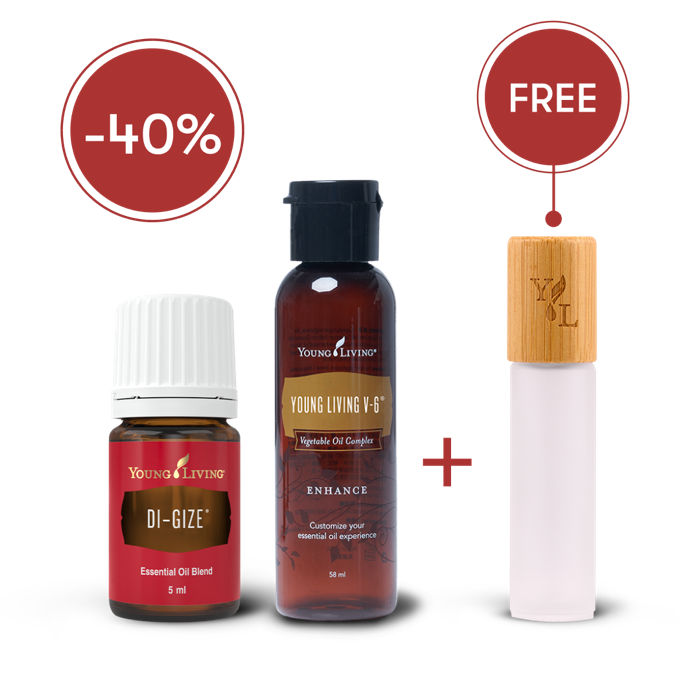 -40%
FREE
YOUNG LIVING®
YOUNG LIVING V-6®
Vegetable Oil Complex
ENHANCE
Customize your
essential oil experience
58 ml
YOUNG LIVING®
DI-GIZE®
Essential Oil Blend
5 ml
+
YL